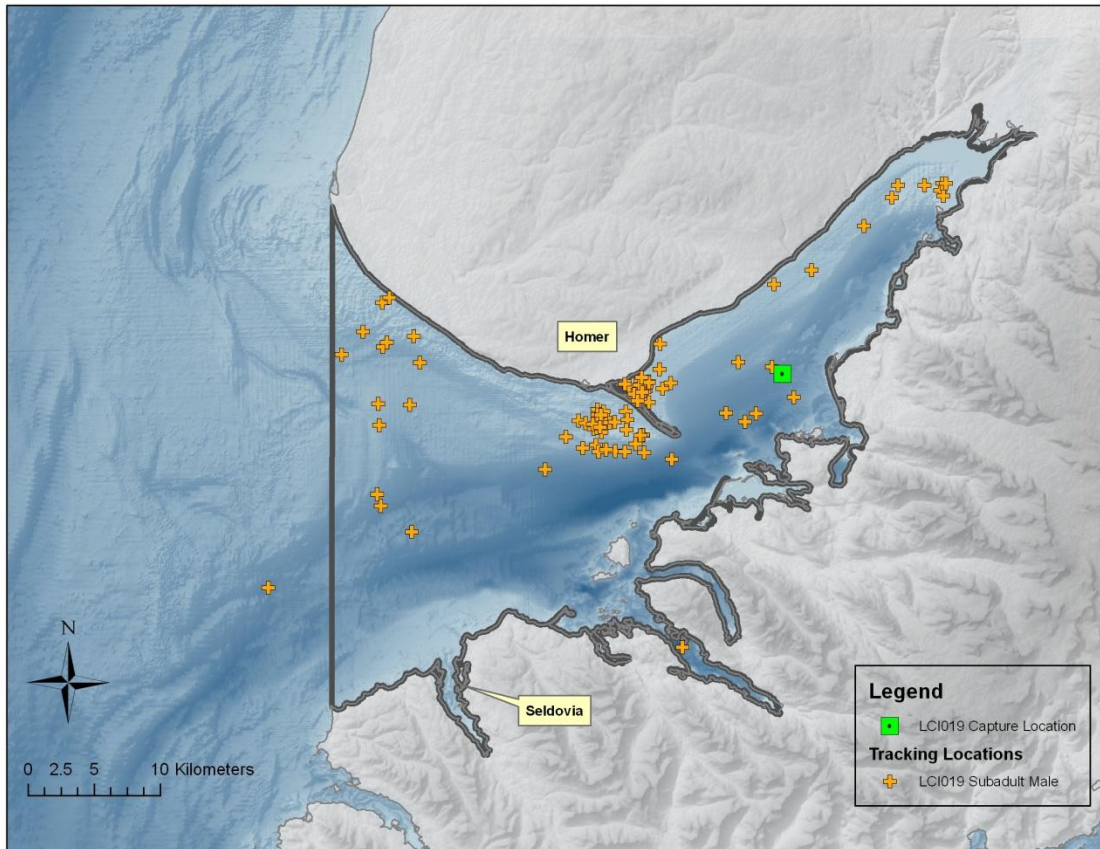 Homer
Seldovia
N
0 2.5 5 10 Kilometers
Legend
LCI019 Capture Location
Tracking Locations
LCI019 Subadult Male